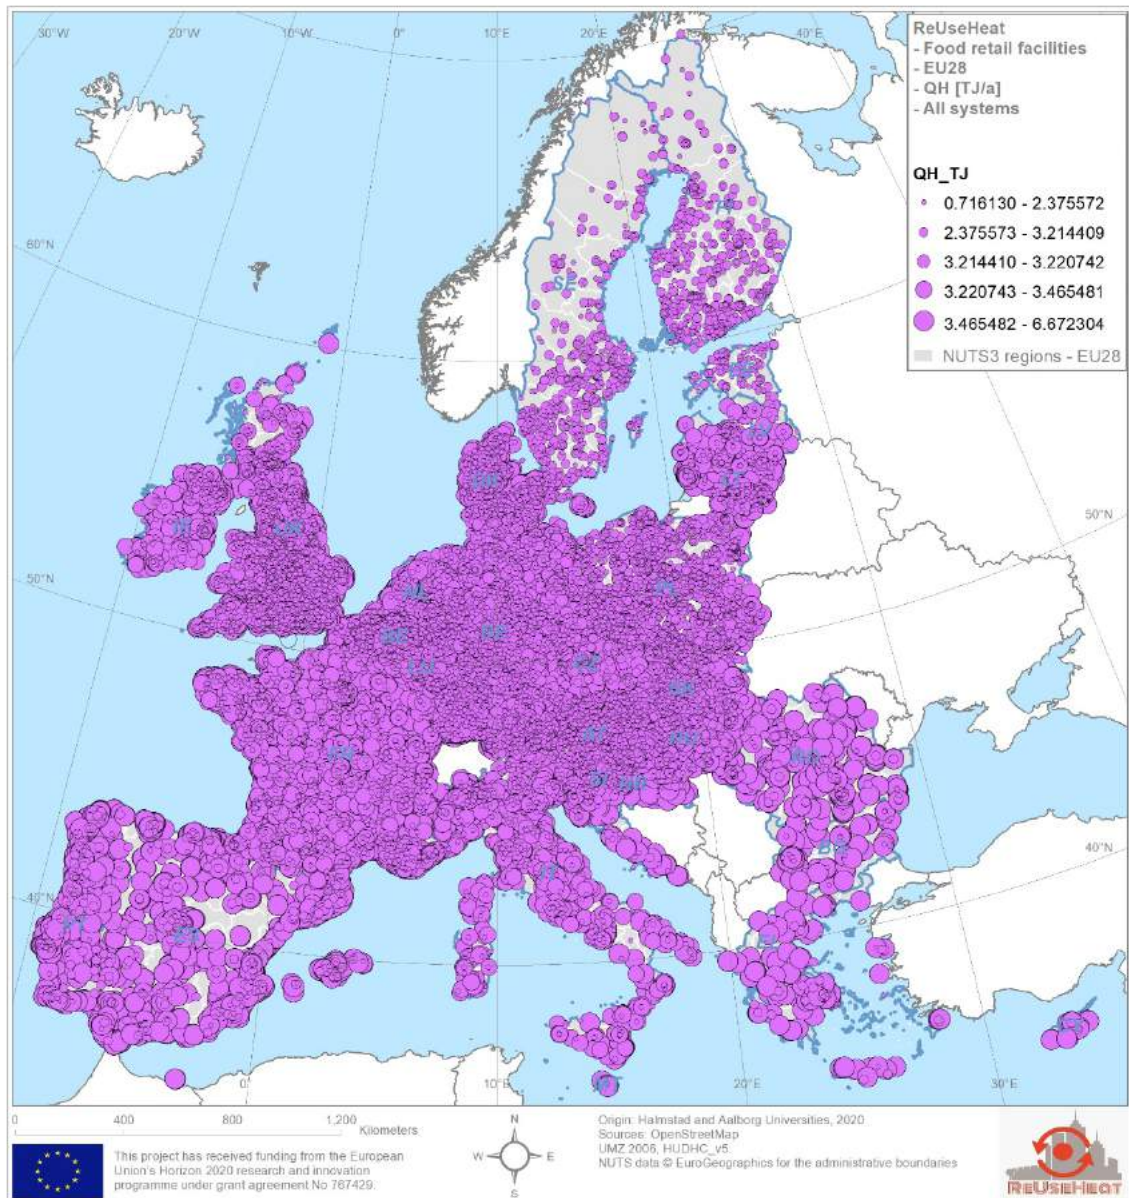 30°W
20°W
10°W
0°
10°E
20°E
40°E
ReUseHeat
- Food retail facilities
- EU28
- QH [TJ/a]
- All systems
QH_TJ
0.716130 - 2.375572
2.375573 - 3.214409
3.214410 - 3.220742
3.220743 - 3.465481
3.465482 - 6.672304
NUTS3 regions - EU28
60°N
SE
50°N
50°N
PL
40°N
40°N
IT
ES
0°
10°E
20°E
30°E
0
400
800
1,200
Kilometers
This project has received funding from the European
Union's Horizon 2020 research and innovation
programme under grant agreement No 767429.
N
W
E
S
Origin: Halmstad and Aalborg Universities, 2020
Sources: OpenStreetMap
UMZ 2006, HUDHC_v5.
NUTS data © EuroGeographics for the administrative boundaries
REUSEHEAT